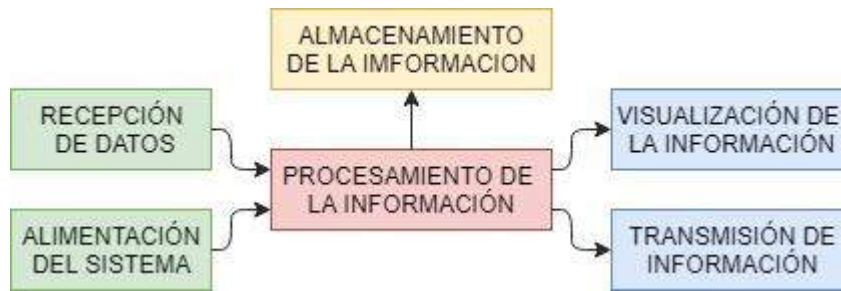 ALMACENAMIENTO
DE LA IMFORMACION
RECEPCIÓN
DE DATOS
VISUALIZACIÓN DE
LA INFORMACIÓN
PROCESAMIENTO DE
LA INFORMACIÓN
ALIMENTACIÓN
DEL SISTEMA
TRANSMISIÓN DE
INFORMACIÓN